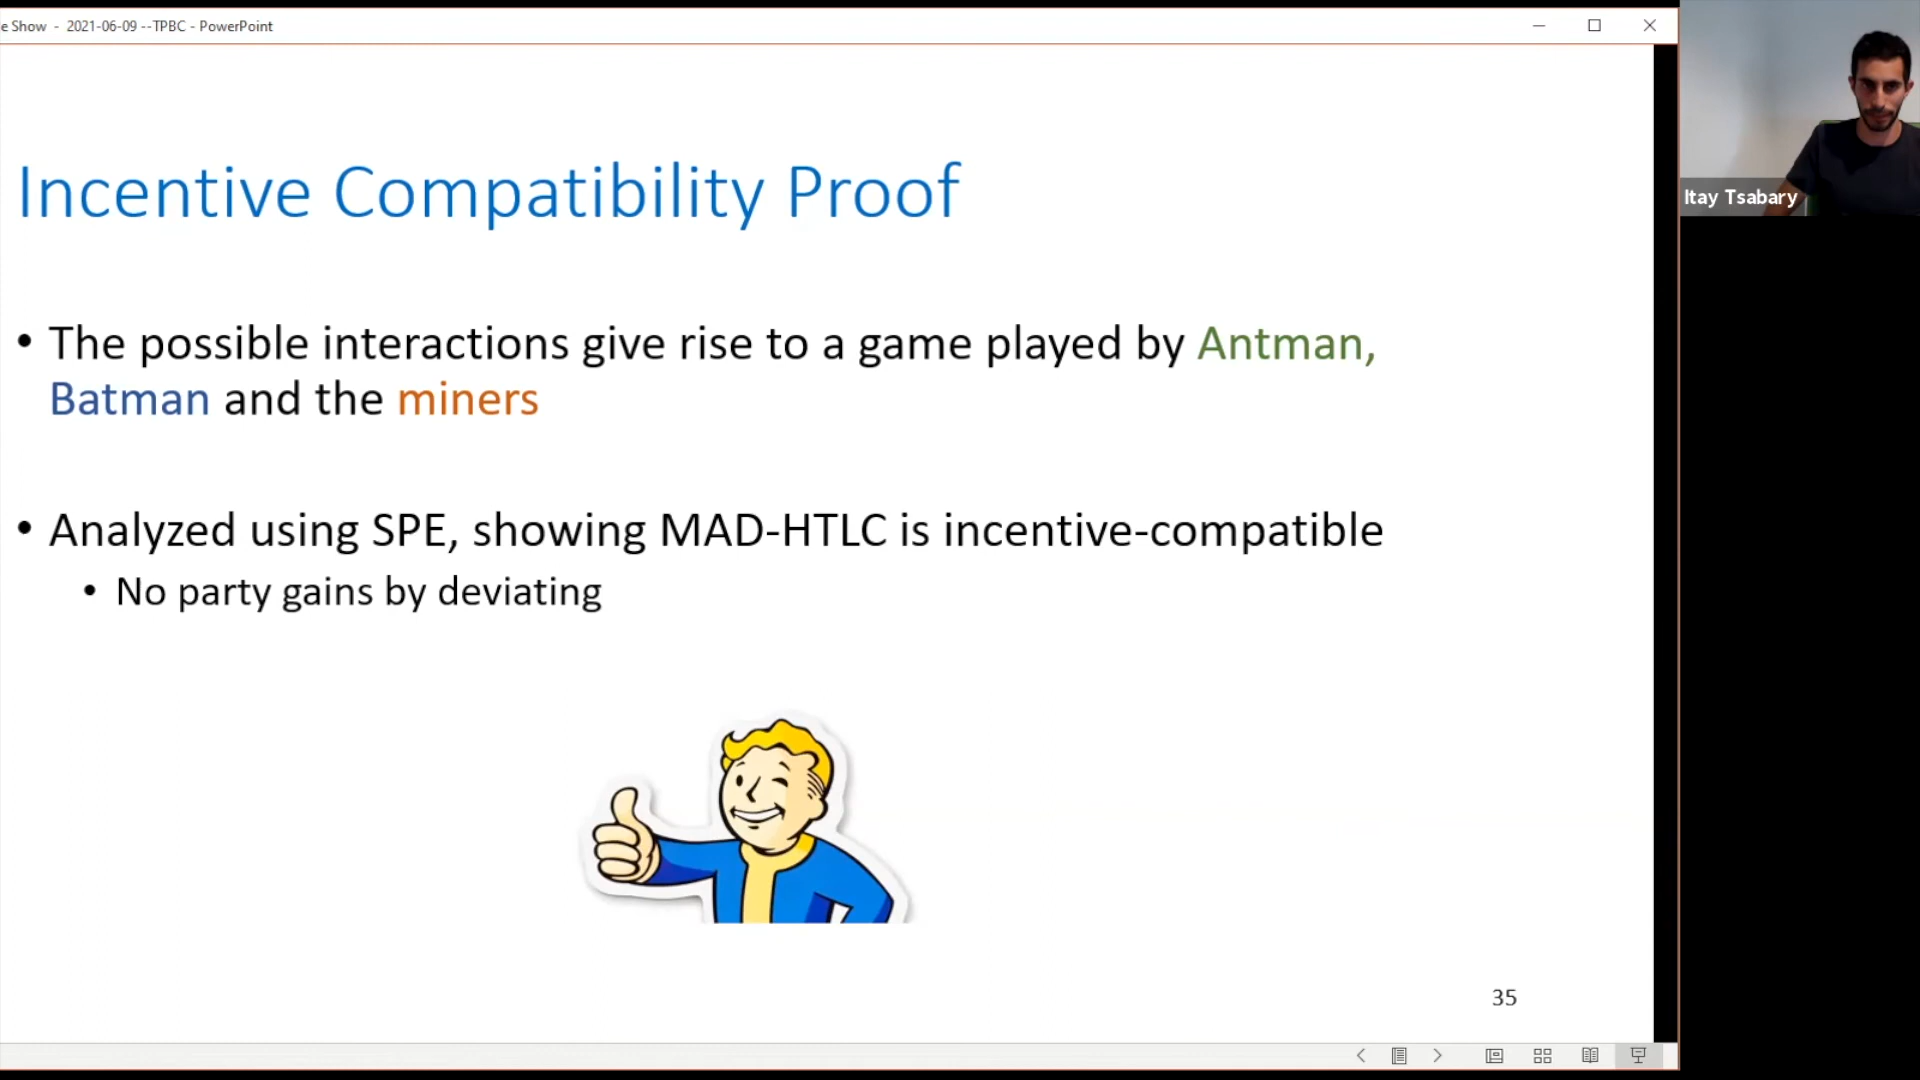 e Show - 2021-06-09 --TPBC - PowerPoint
Incentive Compatibility Proof
• The possible interactions give rise to a game played by Antman,
Batman and the miners
• Analyzed using SPE, showing MAD-HTLC is incentive-compatible
• No party gains by deviating
35
Itay Tsabary